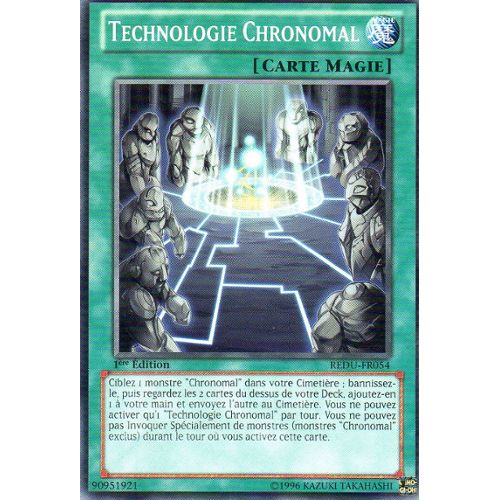 TECHNOLOGIE CHRONOMAL
[CARTE MAGIE]
1ère Édition
REDU-FR054
Ciblez 1 monstre "Chronomal" dans votre Cimetière ; bannissez-
le, puis regardez les 2 cartes du dessus de votre Deck, ajoutez-en
1 à votre main et envoyez l'autre au Cimetière. Vous ne pouvez
activer qu'1 "Technologie Chronomal" par tour. Vous ne pouvez
pas Invoquer Spécialement de monstres (monstres "Chronomal"
exclus) durant le tour où vous activez cette carte.
90951921
©1996 KAZUKI TAKAHASHI